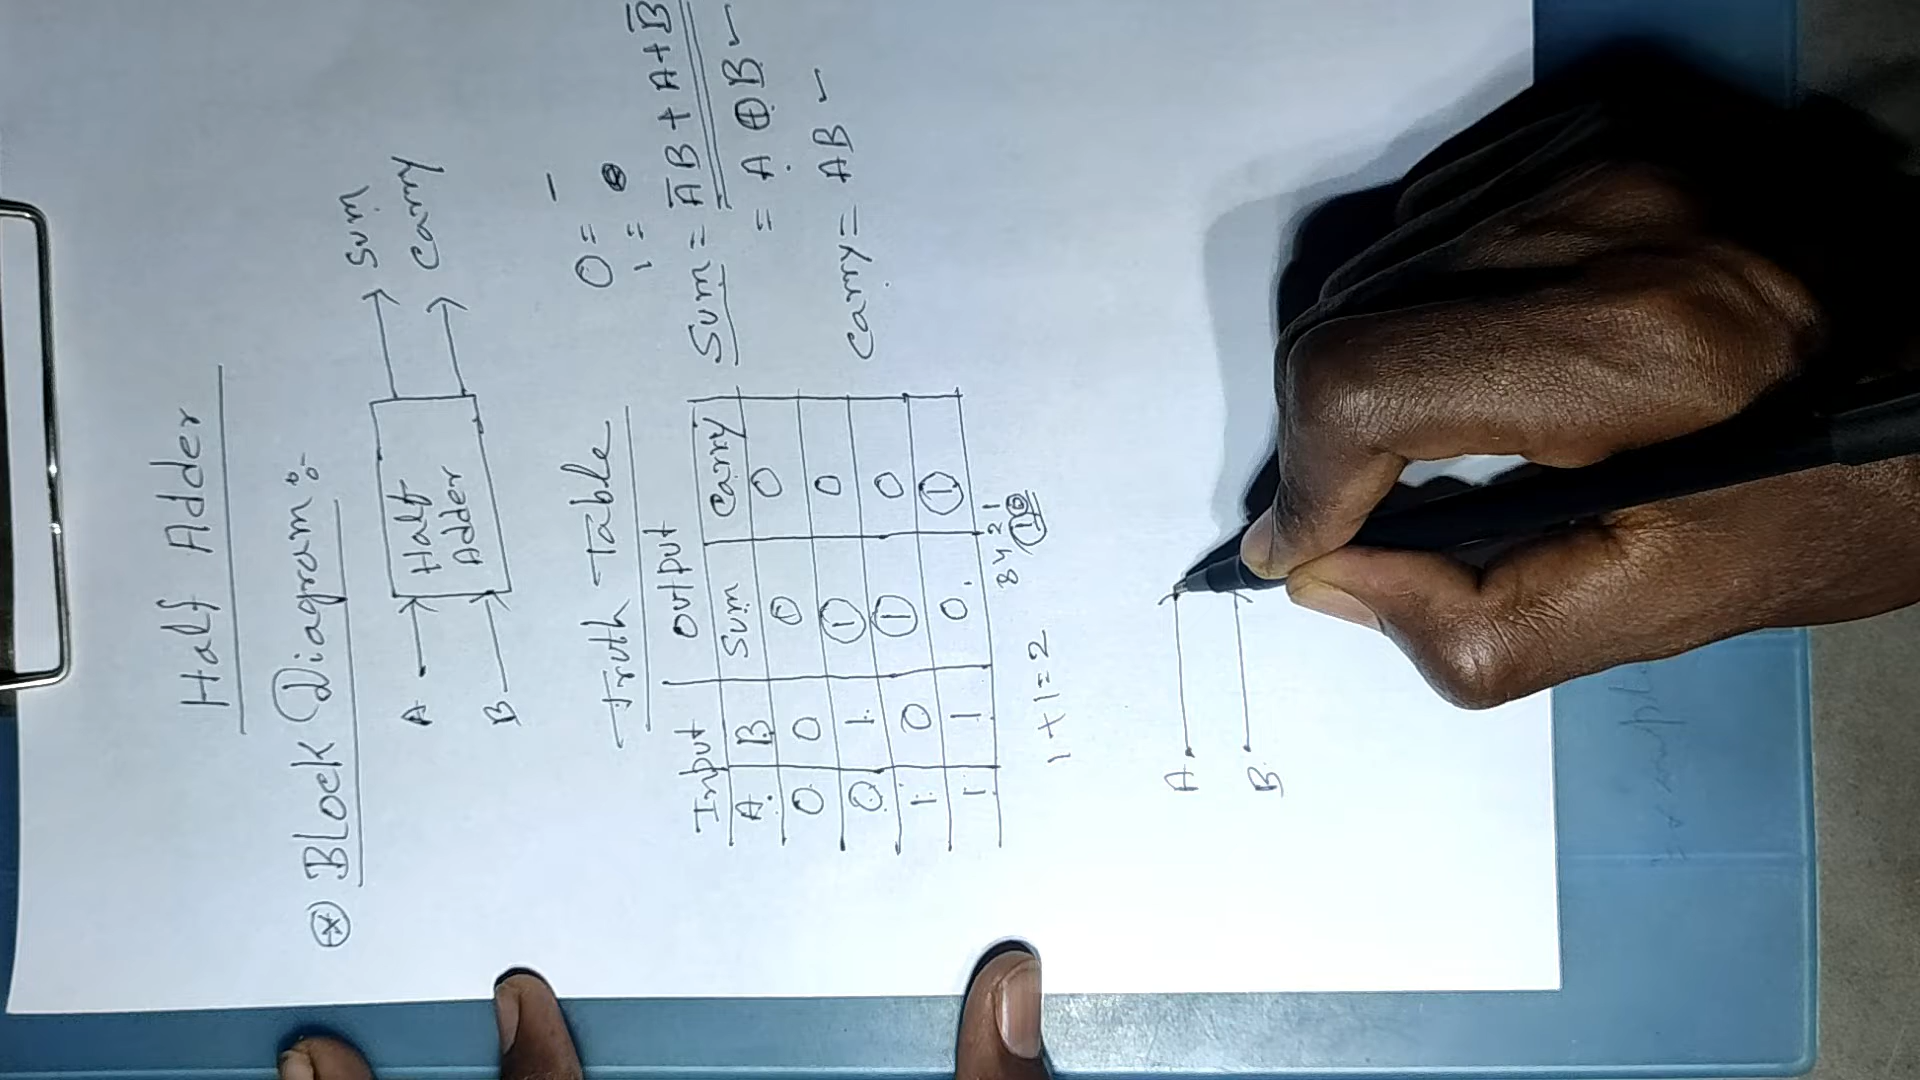 Half Adder
* Block Diagram :-
A
B
Half
Adder
Sum
Carry
Truth Table
0 = -
1 =
Input
Output
A B Sum Carry
0 0 0 0
0 1 1 0
1 0 1 0
1 1 0 1
8 4 2 1
1 0
1+1=2
Sum = A̅B + A+B̅
= A ⊕ B
Carry = AB
A
B